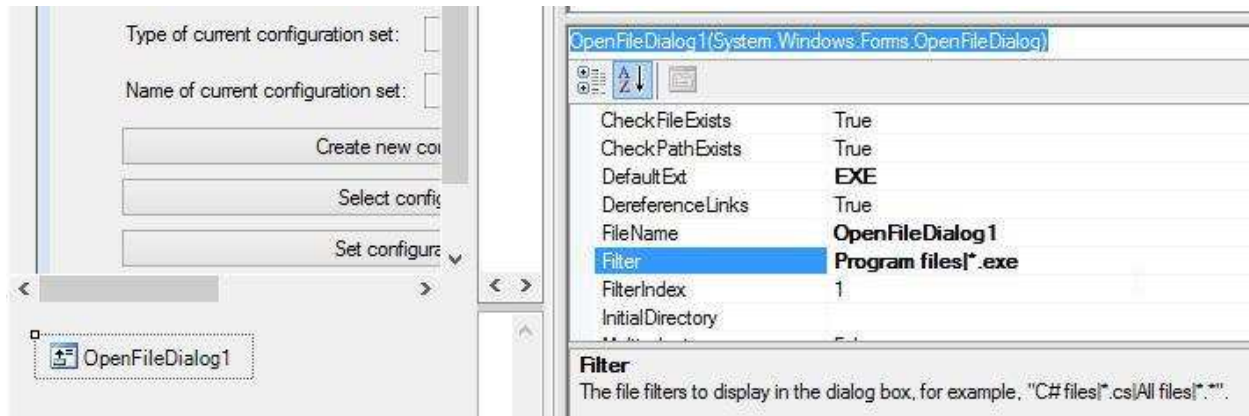 Type of current configuration set:
Name of current configuration set:
Create new co
Select config
Set configura
OpenFileDialog1
OpenFileDialog1(System.Windows.Forms.OpenFileDialog)
CheckFileExists True
CheckPathExists True
DefaultExt EXE
DereferenceLinks True
FileName OpenFileDialog1
Filter Program files|*.exe
FilterIndex 1
InitialDirectory
Filter
The file filters to display in the dialog box, for example, "C# files|*.cs|All files|*.*".